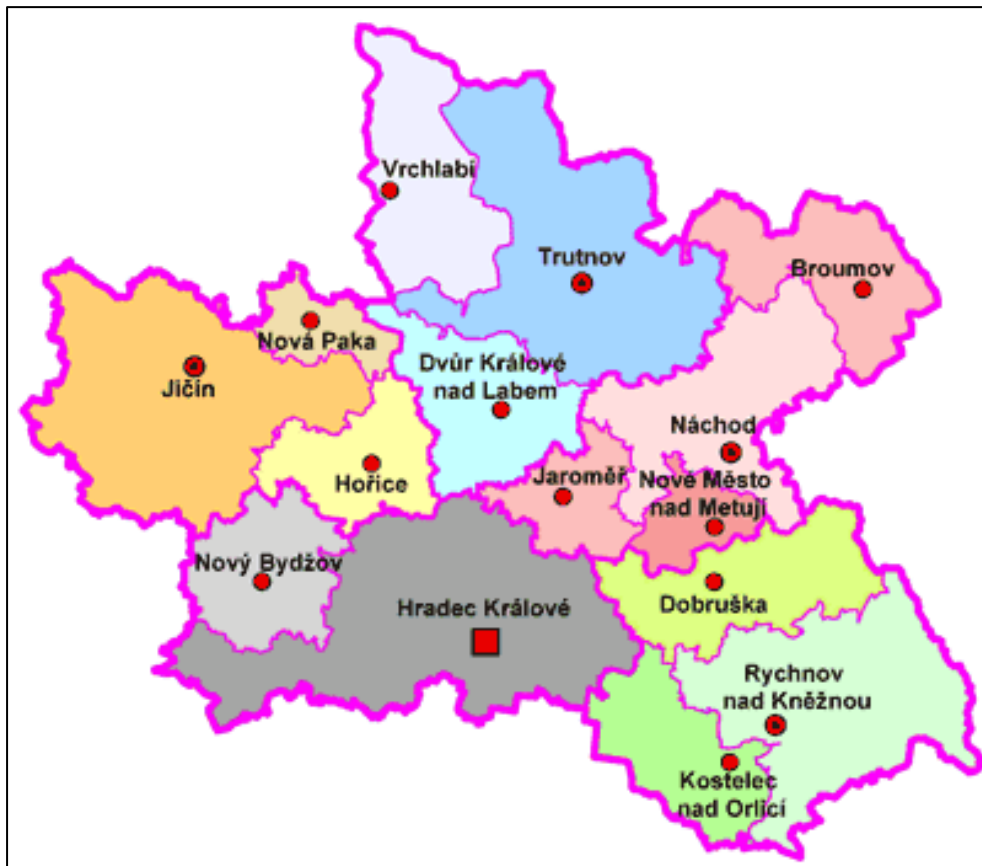 Vrchlabí
Trutnov
Broumov
Nová Paka
Jičín
Dvůr Králové
nad Labem
Náchod
Hořice
Jaroměř
Nové Město
nad Metují
Nový Bydžov
Hradec Králové
Dobruška
Rychnov
nad Kněžnou
Kostelec
nad Orlicí